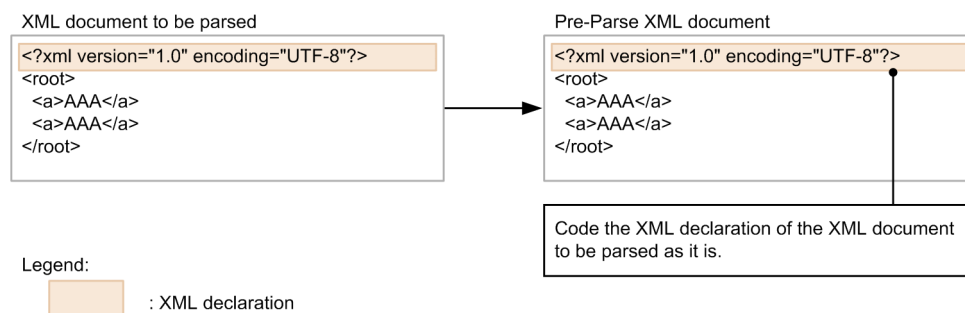 XML document to be parsed
<?xml version="1.0" encoding="UTF-8"?>
<root>
<a>AAA</a>
<a>AAA</a>
</root>
Pre-Parse XML document
<?xml version="1.0" encoding="UTF-8"?>
<root>
<a>AAA</a>
<a>AAA</a>
</root>
Code the XML declaration of the XML document
to be parsed as it is.
Legend:
: XML declaration